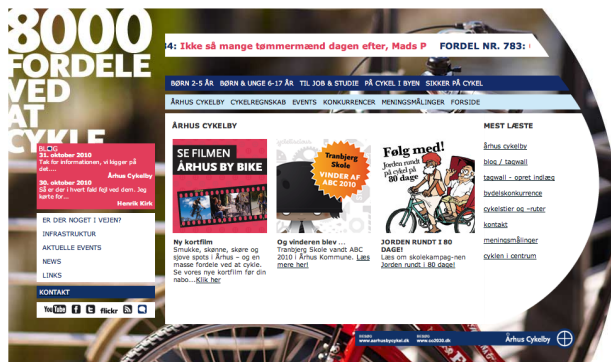 8000
FORDELE
VED
AT
CYKLE
84: Ikke så mange tømmermænd dagen efter, Mads P FORDEL NR. 783:
BØRN 2-5 ÅR BØRN & UNGE 6-17 ÅR TIL JOB & STUDIE PÅ CYKEL I BYEN SIKKER PÅ CYKEL
ÅRHUS CYKELBY CYKELREGNSKAB EVENTS KONKURRENCER MENINGSMÅLINGER FORSIDE
BLOG
31. oktober 2010
Tak for informationen, vi kigger på
det....
Århus Cykelby
30. oktober 2010
Så er der i hvert fald fejl ved dem. Jeg
kørte for...
Henrik Kirk
ER DER NOGET I VEJEN?
INFRASTRUKTUR
AKTUELLE EVENTS
NEWS
LINKS
KONTAKT
YouTube flickr
ÅRHUS CYKELBY
SE FILMEN
ÅRHUS BY BIKE
Ny kortfilm
Smukke, skønne, skøre og
sjove spots i Århus – og en
masse fordele ved at cykle.
Se vores nye kortfilm før din
nabo...Klik her
Tranbjerg
Skole
VINDER AF
ABC 2010
Og vinderen blev ...
Tranbjerg Skole vandt ABC
2010 i Århus Kommune. Læs
mere her!
Følg med!
Jorden rundt
på cykel på
80 dage
JORDEN RUNDT I 80
DAGE!
Læs om skolekampag-nen
Jorden rundt i 80 dage!
MEST LÆSTE
århus cykelby
blog / tagwall
tagwall - opret indlæg
bydelskonkurrence
cykelstier og –ruter
kontakt
meningsmålinger
cyklen i centrum
www.aarhusbycykel.dk www.co2030.dk
Århus Cykelby